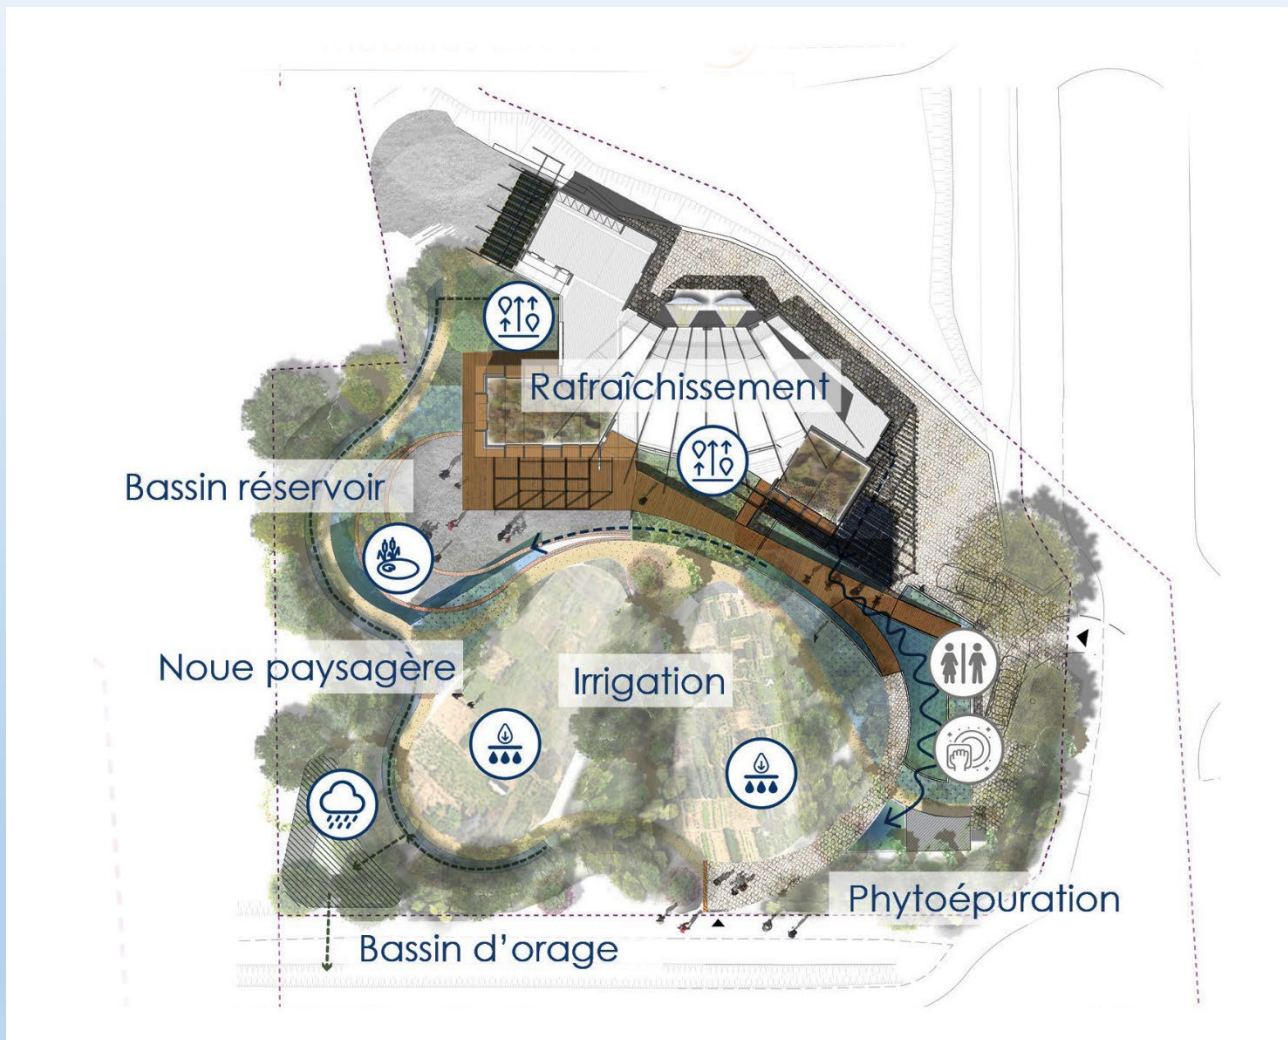 Rafraîchissement
Bassin réservoir
Noue paysagère
Irrigation
Phytoépuration
Bassin d’orage